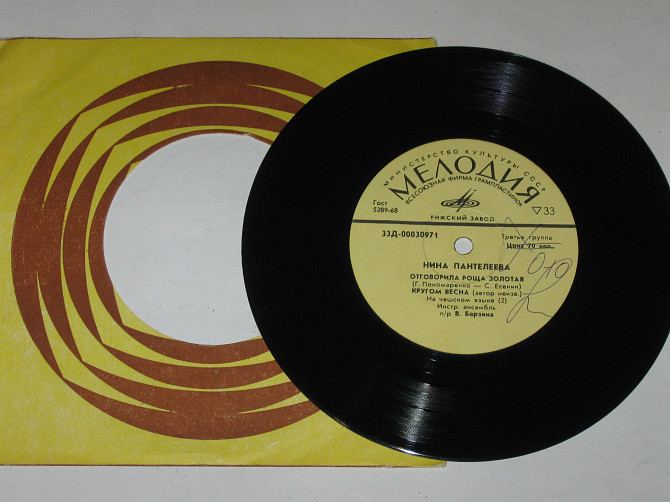 МИНИСТЕРСТВО КУЛЬТУРЫ СССР
МЕЛОДИЯ
ВСЕСОЮЗНАЯ ФИРМА ГРАМПЛАСТИНОК
Гост
5289-68
▽33
РИЖСКИЙ ЗАВОД
33Д-00030971
Третья группа
Цена 70 коп.
НИНА ПАНТЕЛЕЕВА
ОТГОВОРИЛА РОЩА ЗОЛОТАЯ
(Г. Пономаренко — С. Есенин)
КРУГОМ ВЕСНА (автор неизв.)
На чешском языке (2)
Инстр. ансамбль
п/р В. Берзина